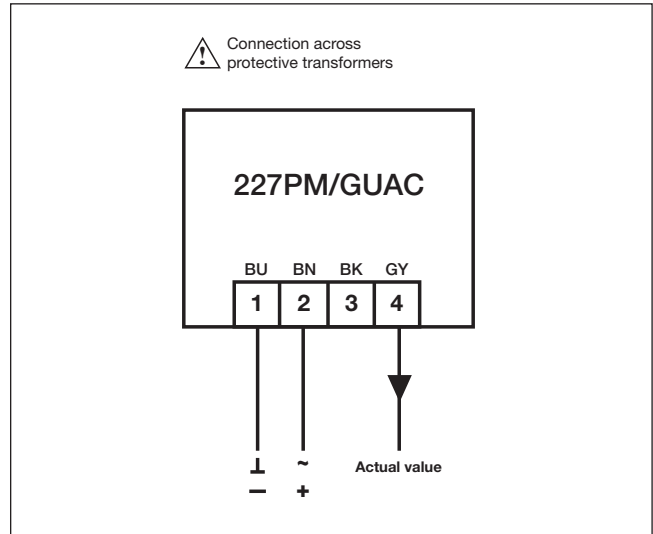 Connection across
protective transformers
227PM/GUAC
BU BN BK GY
1 2 3 4
⊥ ~ Actual value
– +